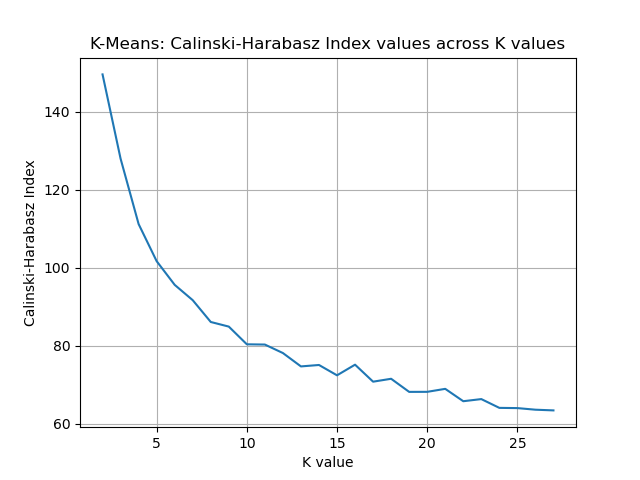 K-Means: Calinski-Harabasz Index values across K values
140
120
100
80
60
Calinski-Harabasz Index
5 10 15 20 25
K value